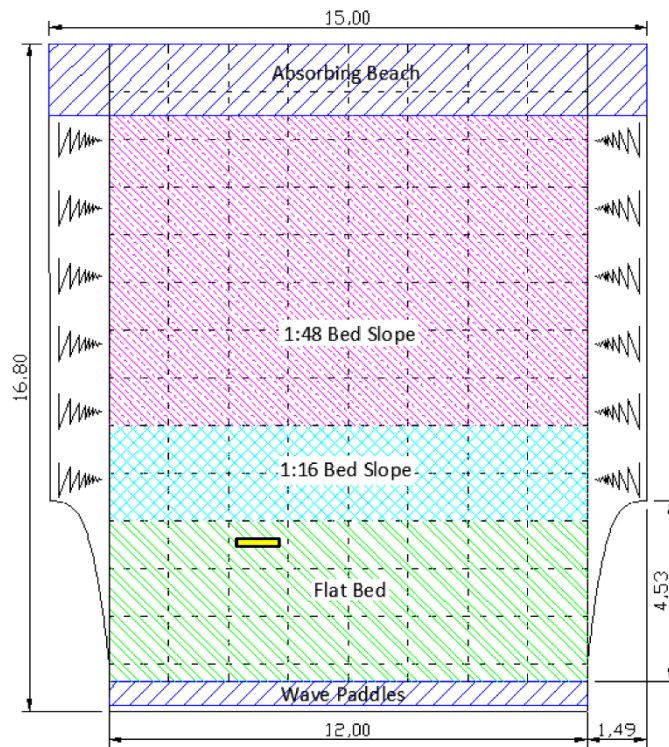 15,00
Absorbing Beach
1:48 Bed Slope
16.80
1:16 Bed Slope
Flat Bed
4,53
Wave Paddles
12,00
1,49